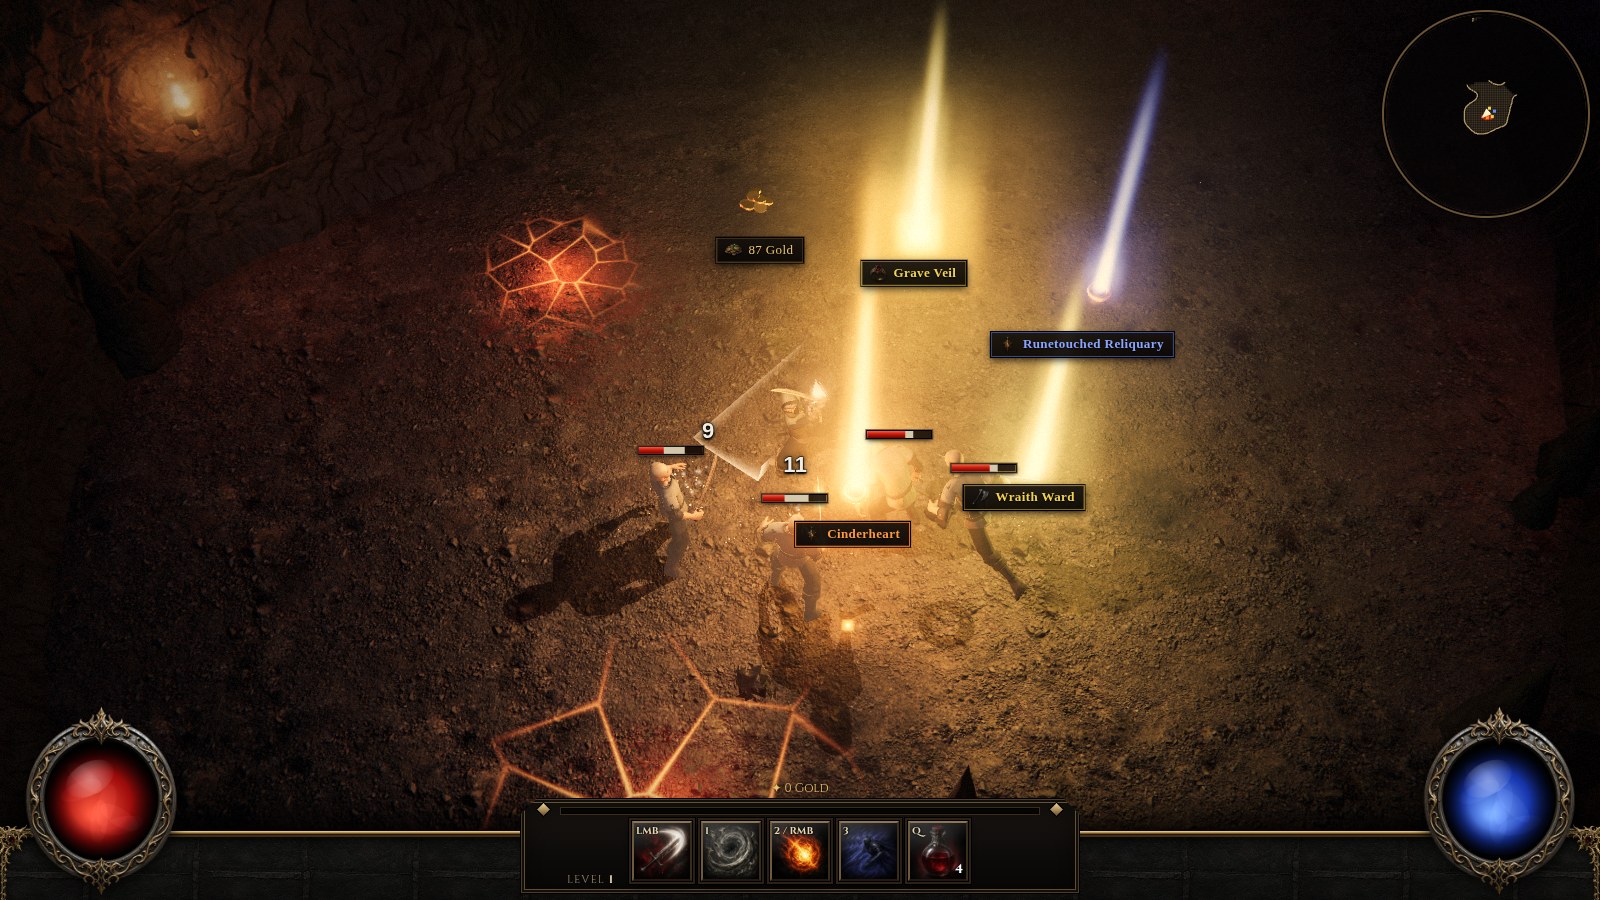 87 Gold
Grave Veil
Runetouched Reliquary
9
11
Wraith Ward
Cinderheart
✦ 0 GOLD
LMB
1
2 / RMB
3
Q
4
LEVEL 1